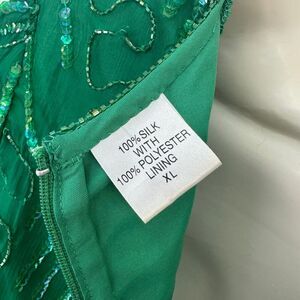 100% SILK
WITH
100% POLYESTER
LINING
XL